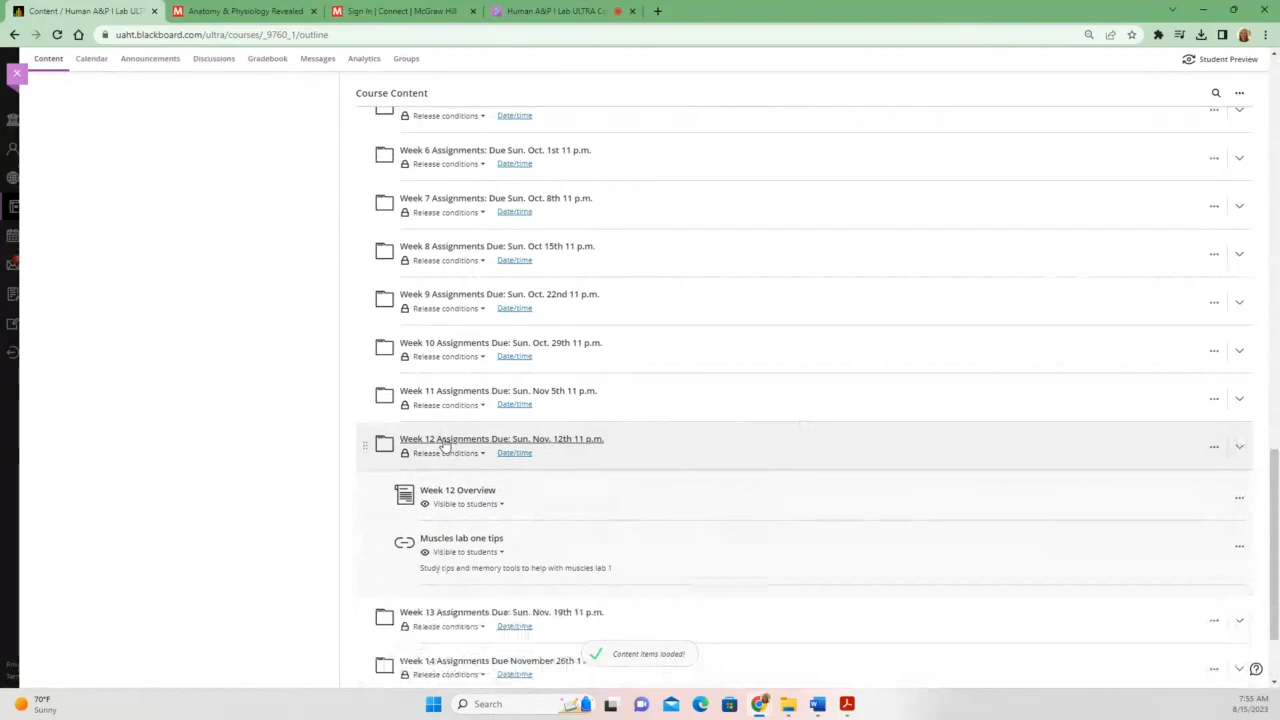 Content / Human A&P I Lab ULT
Anatomy & Physiology Revealed
Sign In | Connect | McGraw Hill
Human A&P I Lab ULTRA Co
uaht.blackboard.com/ultra/courses/_9760_1/outline
Content
Calendar
Announcements
Discussions
Gradebook
Messages
Analytics
Groups
Student Preview
Course Content
Release conditions
Date/time
Week 6 Assignments: Due Sun. Oct. 1st 11 p.m.
Release conditions
Date/time
Week 7 Assignments: Due Sun. Oct. 8th 11 p.m.
Release conditions
Date/time
Week 8 Assignments Due: Sun. Oct 15th 11 p.m.
Release conditions
Date/time
Week 9 Assignments Due: Sun. Oct. 22nd 11 p.m.
Release conditions
Date/time
Week 10 Assignments Due: Sun. Oct. 29th 11 p.m.
Release conditions
Date/time
Week 11 Assignments Due: Sun. Nov 5th 11 p.m.
Release conditions
Date/time
Week 12 Assignments Due: Sun. Nov. 12th 11 p.m.
Release conditions
Date/time
Week 12 Overview
Visible to students
Muscles lab one tips
Visible to students
Study tips and memory tools to help with muscles lab 1
Week 13 Assignments Due: Sun. Nov. 19th 11 p.m.
Release conditions
Date/time
Content items loaded!
Week 14 Assignments Due November 26th 11
Release conditions
Date/time
70°F
Sunny
Search
7:55 AM
8/15/2023